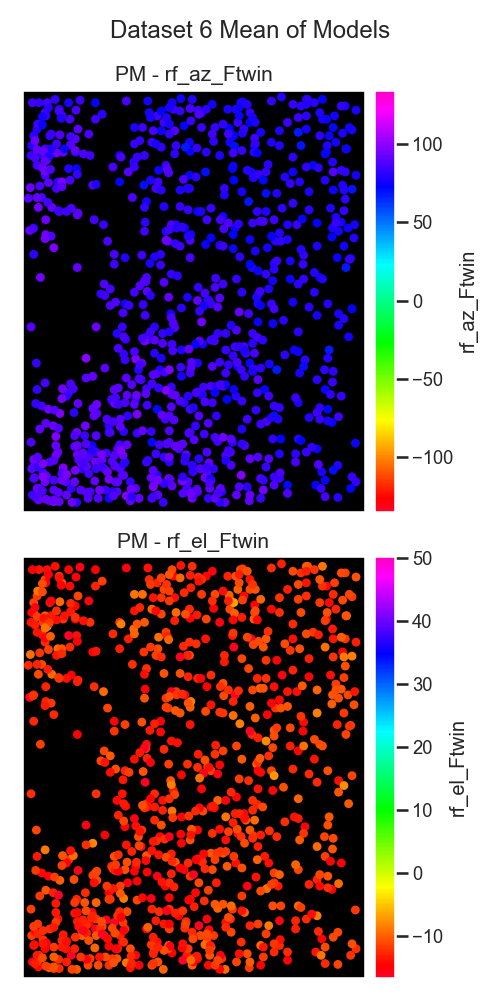 Dataset 6 Mean of Models
PM - rf_az_Ftwin
100
50
0
−50
−100
rf_az_Ftwin
PM - rf_el_Ftwin
50
40
30
20
10
0
−10
rf_el_Ftwin